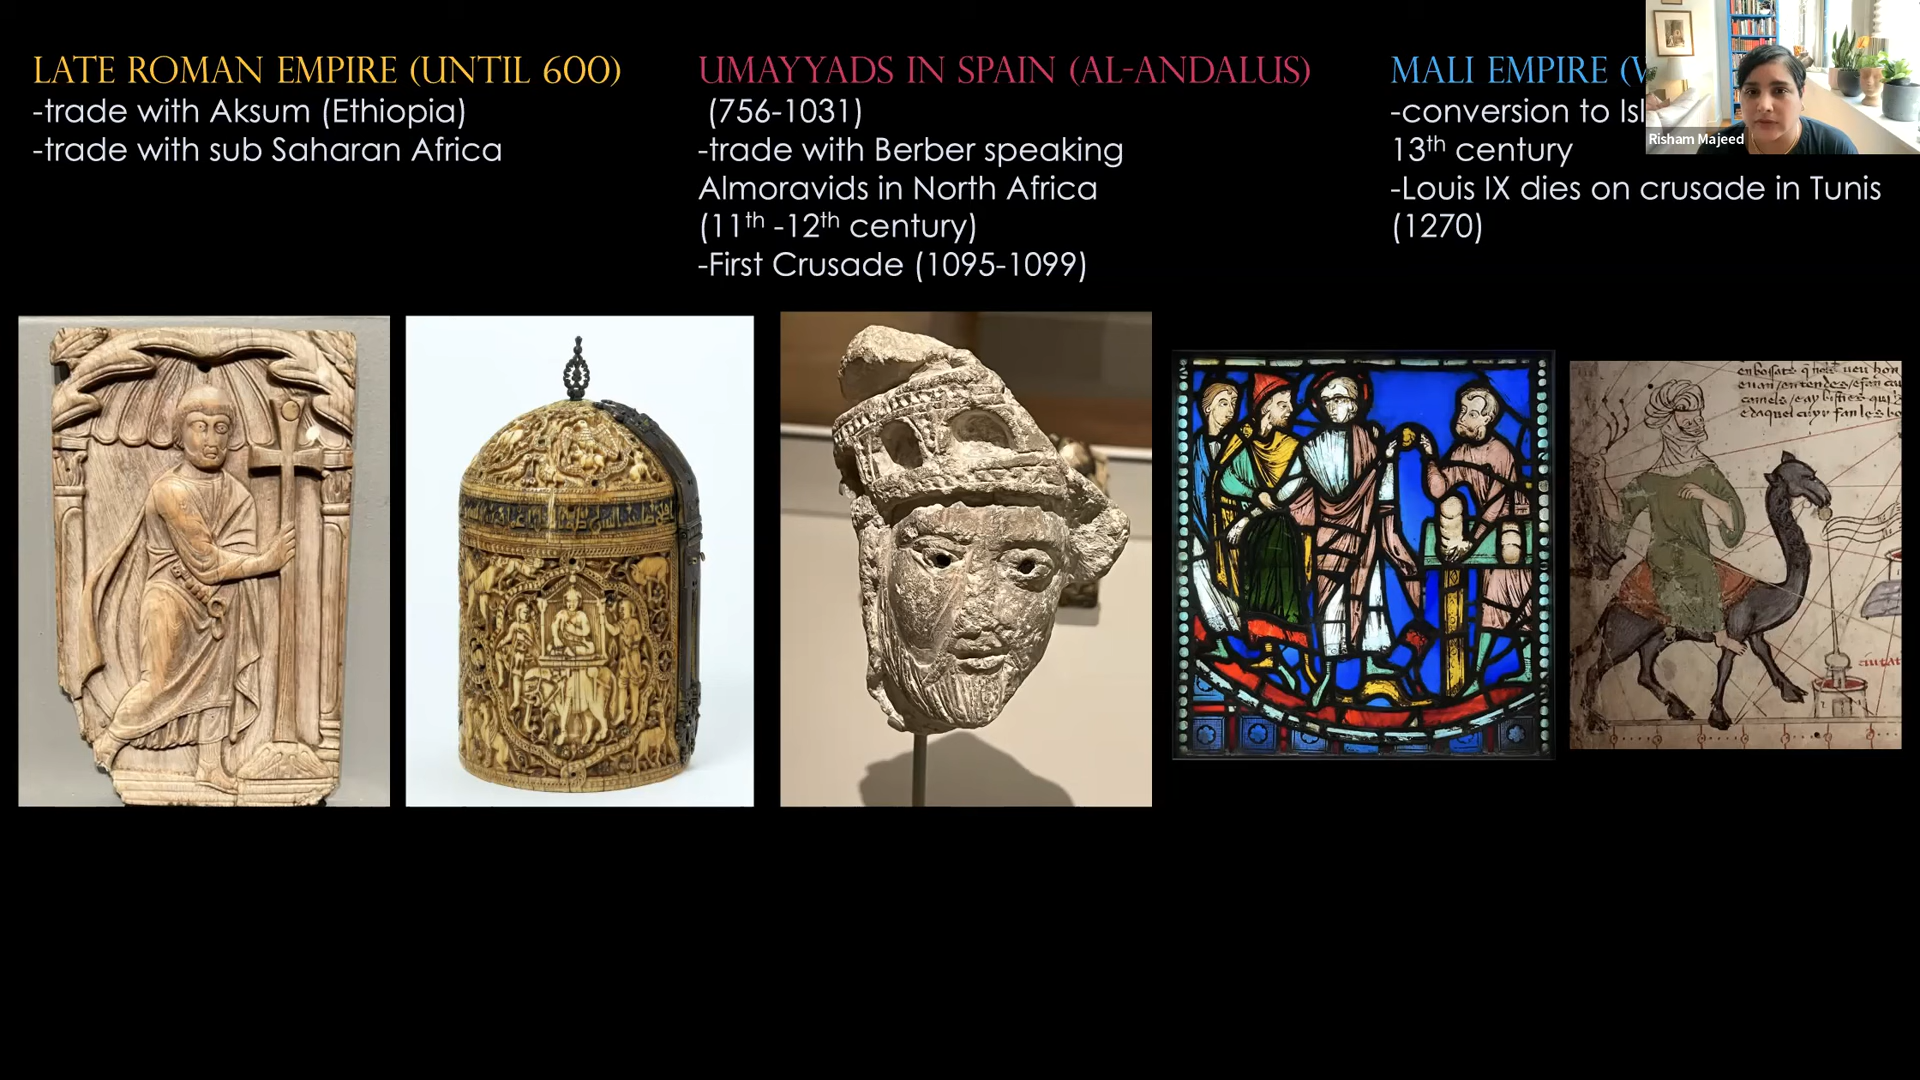 LATE ROMAN EMPIRE (UNTIL 600)
-trade with Aksum (Ethiopia)
-trade with sub Saharan Africa
UMAYYADS IN SPAIN (AL-ANDALUS)
(756-1031)
-trade with Berber speaking
Almoravids in North Africa
(11th -12th century)
-First Crusade (1095-1099)
MALI EMPIRE (
-conversion to
13th century
-Louis IX dies on crusade in Tunis
(1270)
Risham Majeed